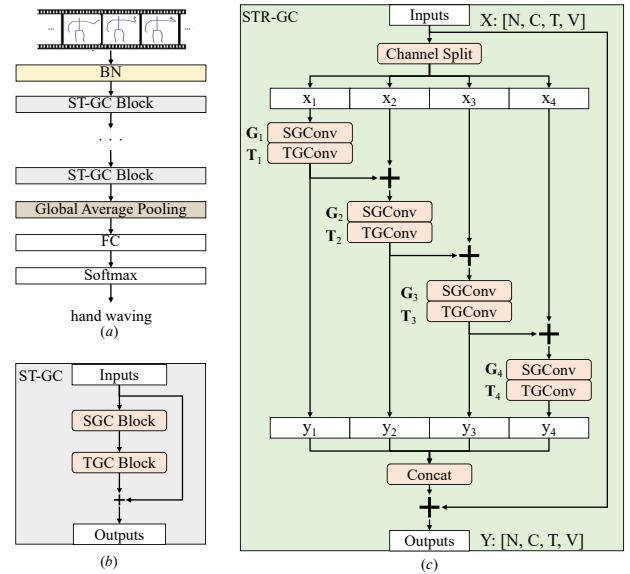 ...
...
BN
ST-GC Block
. . .
ST-GC Block
Global Average Pooling
FC
Softmax
hand waving
(a)
ST-GC
Inputs
SGC Block
TGC Block
+
Outputs
(b)
STR-GC
Inputs
X: [N, C, T, V]
Channel Split
x1 x2 x3 x4
G1 SGConv
T1 TGConv
+
G2 SGConv
T2 TGConv
+
G3 SGConv
T3 TGConv
+
G4 SGConv
T4 TGConv
y1 y2 y3 y4
Concat
+
Outputs
Y: [N, C, T, V]
(c)